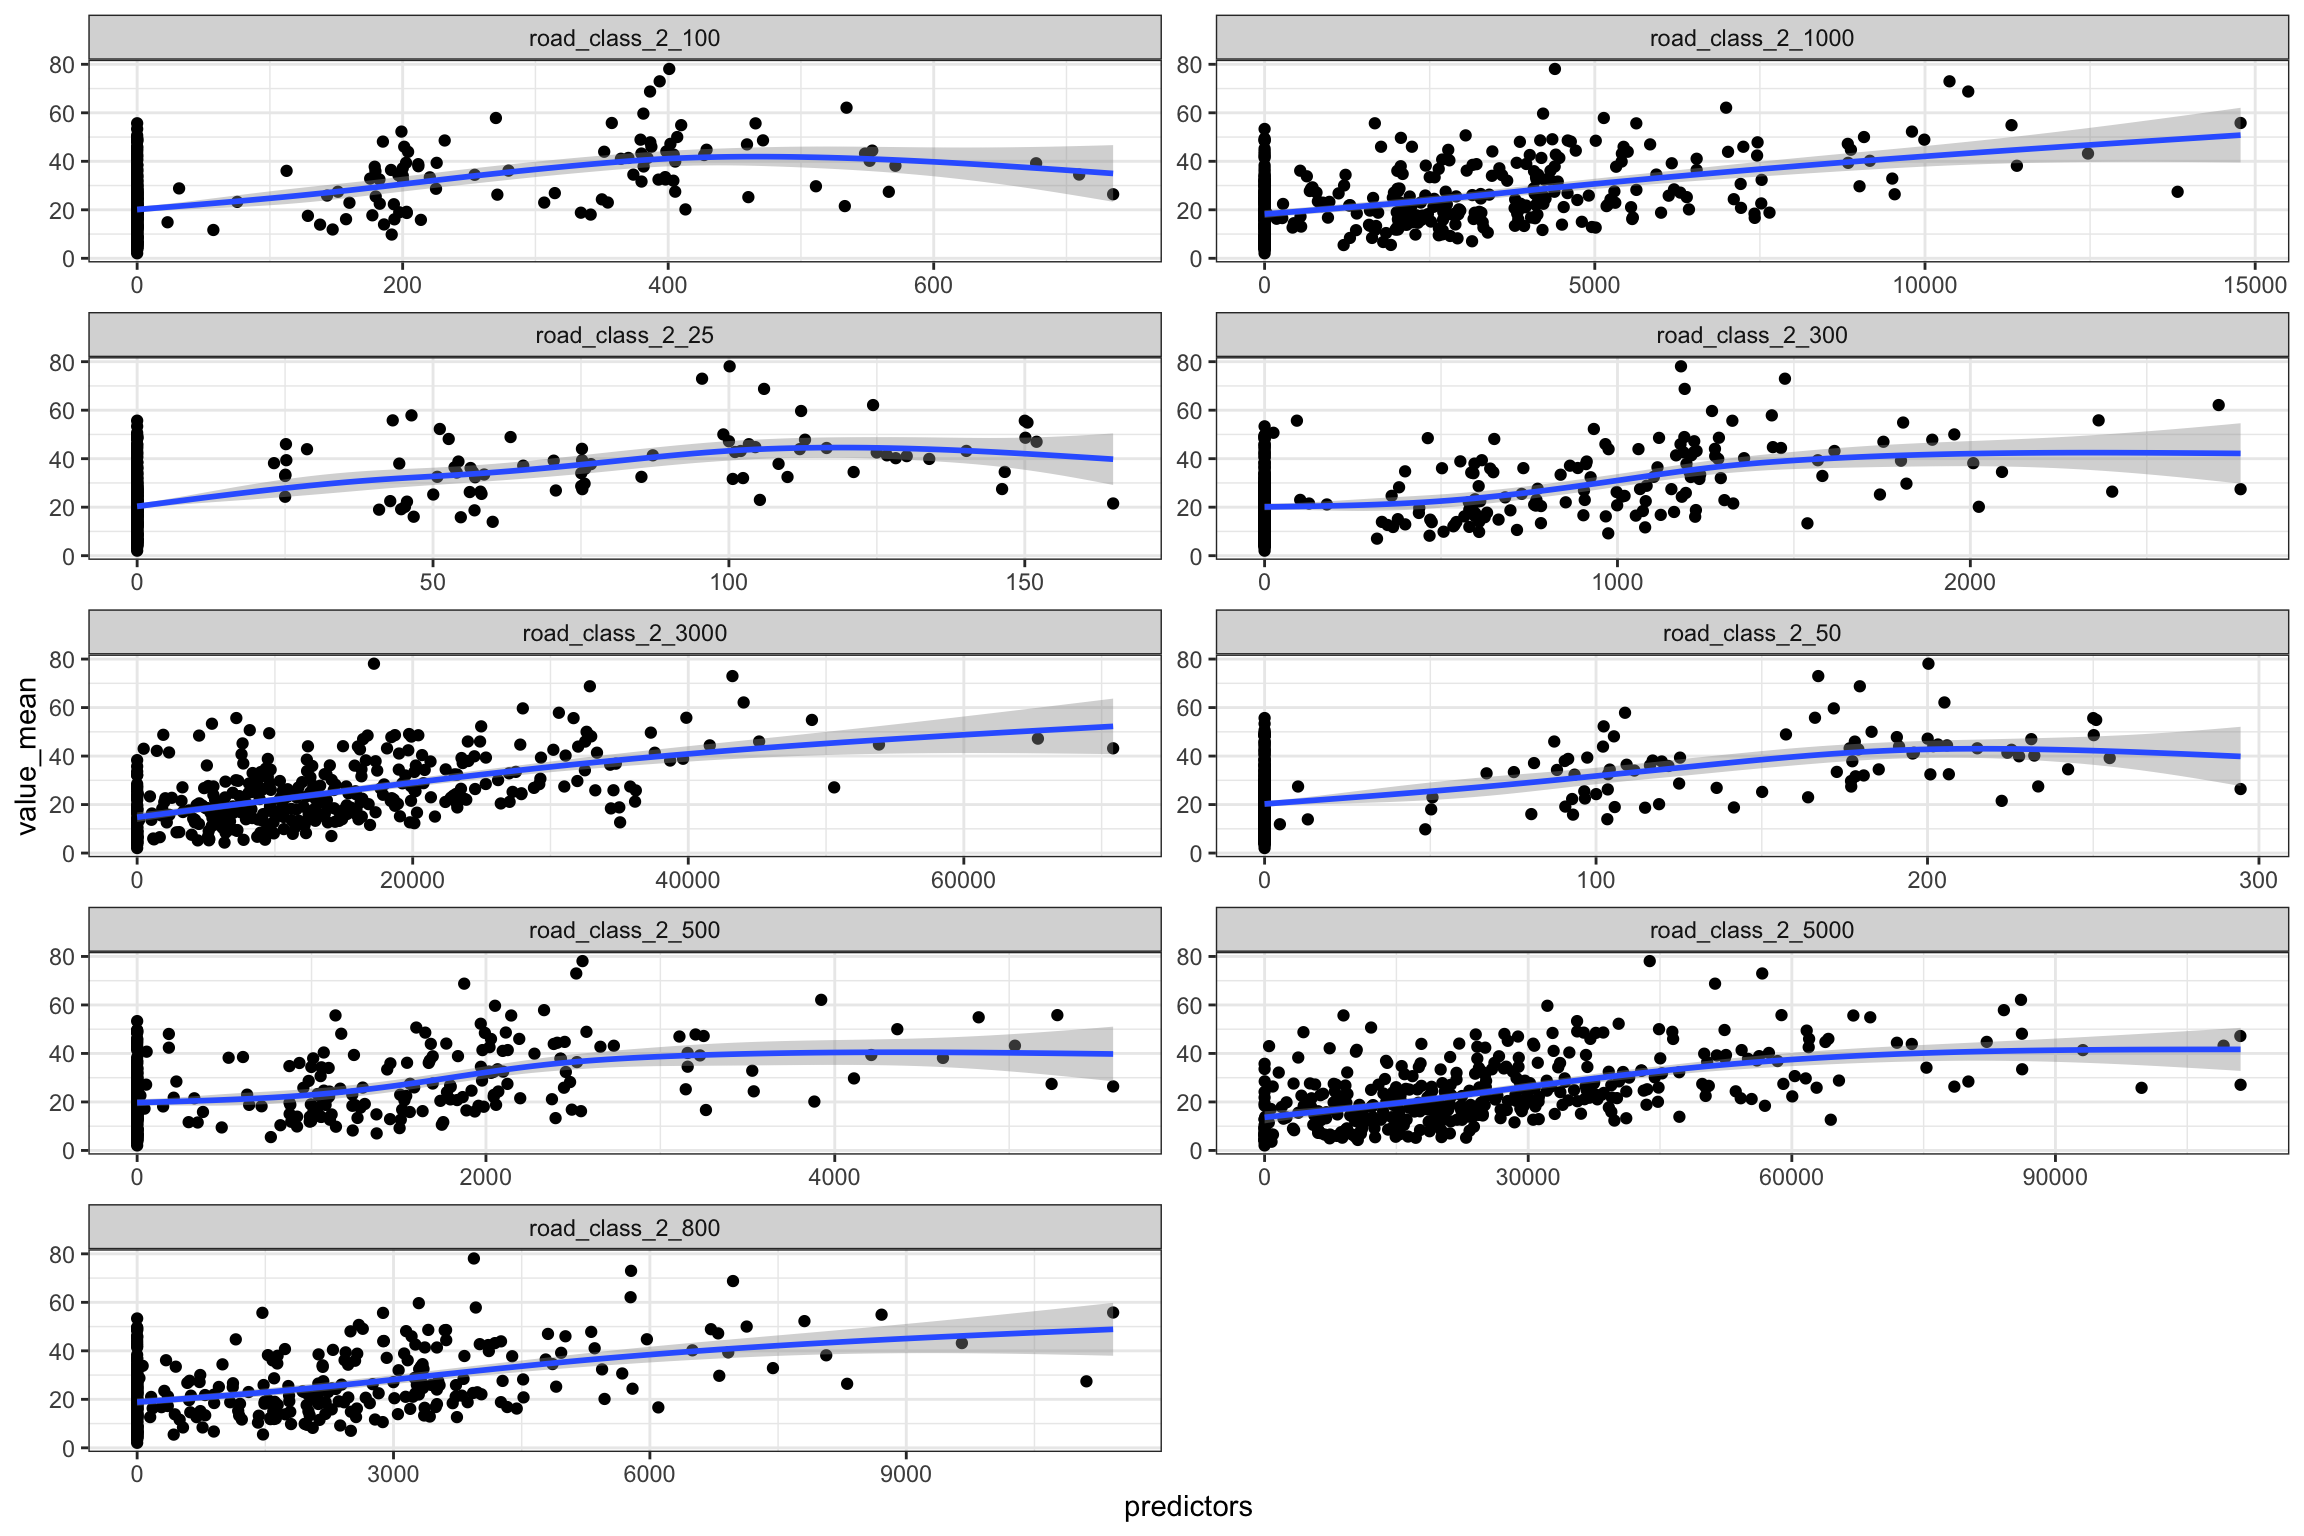 road_class_2_100
road_class_2_1000
80
60
40
20
0
0 200 400 600
80
60
40
20
0
0 5000 10000 15000
road_class_2_25
road_class_2_300
80
60
40
20
0
0 50 100 150
80
60
40
20
0
0 1000 2000
road_class_2_3000
road_class_2_50
80
60
40
20
0
0 20000 40000 60000
80
60
40
20
0
0 100 200 300
value_mean
road_class_2_500
road_class_2_5000
80
60
40
20
0
0 2000 4000
80
60
40
20
0
0 30000 60000 90000
road_class_2_800
80
60
40
20
0
0 3000 6000 9000
predictors